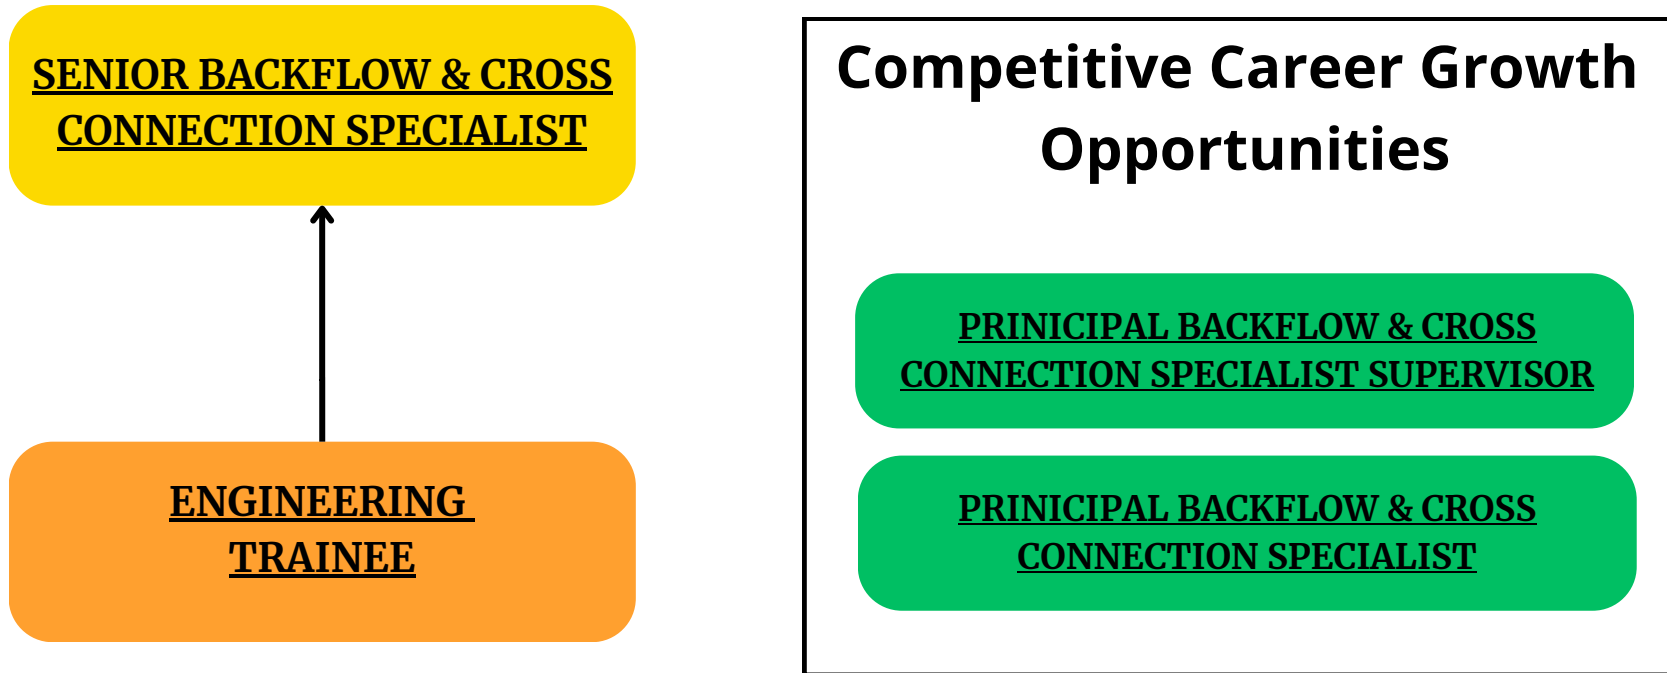 SENIOR BACKFLOW & CROSS
CONNECTION SPECIALIST
ENGINEERING
TRAINEE
Competitive Career Growth
Opportunities
PRINICIPAL BACKFLOW & CROSS
CONNECTION SPECIALIST SUPERVISOR
PRINICIPAL BACKFLOW & CROSS
CONNECTION SPECIALIST